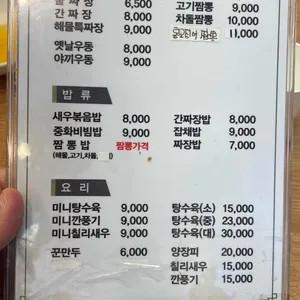 짜장 6,500
간짜장 8,000
해물특짜장 9,000
옛날우동 8,000
야끼우동 9,000
고기짬뽕 9,000
차돌짬뽕 10,000
11,000
밥류
새우볶음밥 8,000
중화비빔밥 9,000
짬뽕밥 짬뽕가격
(해물,고기,차돌,
간짜장밥 8,000
잡채밥 9,000
짜장밥 7,000
요리
미니탕수육 9,000
미니깐풍기 9,000
미니칠리새우 9,000
군만두 6,000
탕수육(소) 15,000
탕수육(중) 23,000
탕수육(대) 30,000
양장피 20,000
칠리새우 15,000
깐풍기 15,000